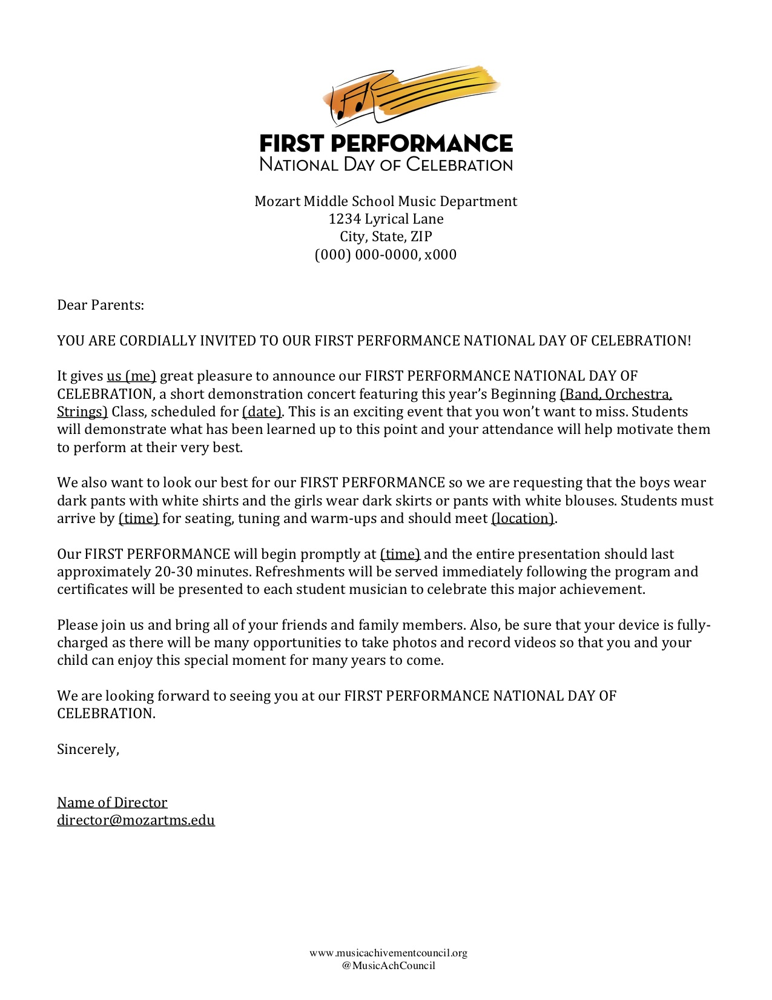 FIRST PERFORMANCE
NATIONAL DAY OF CELEBRATION
Mozart Middle School Music Department
1234 Lyrical Lane
City, State, ZIP
(000) 000-0000, x000
Dear Parents:
YOU ARE CORDIALLY INVITED TO OUR FIRST PERFORMANCE NATIONAL DAY OF CELEBRATION!
It gives us (me) great pleasure to announce our FIRST PERFORMANCE NATIONAL DAY OF
CELEBRATION, a short demonstration concert featuring this year’s Beginning (Band, Orchestra,
Strings) Class, scheduled for (date). This is an exciting event that you won’t want to miss. Students
will demonstrate what has been learned up to this point and your attendance will help motivate them
to perform at their very best.
We also want to look our best for our FIRST PERFORMANCE so we are requesting that the boys wear
dark pants with white shirts and the girls wear dark skirts or pants with white blouses. Students must
arrive by (time) for seating, tuning and warm-ups and should meet (location).
Our FIRST PERFORMANCE will begin promptly at (time) and the entire presentation should last
approximately 20-30 minutes. Refreshments will be served immediately following the program and
certificates will be presented to each student musician to celebrate this major achievement.
Please join us and bring all of your friends and family members. Also, be sure that your device is fully-
charged as there will be many opportunities to take photos and record videos so that you and your
child can enjoy this special moment for many years to come.
We are looking forward to seeing you at our FIRST PERFORMANCE NATIONAL DAY OF
CELEBRATION.
Sincerely,
Name of Director
director@mozartms.edu
www.musicachivementcouncil.org
@MusicAchCouncil